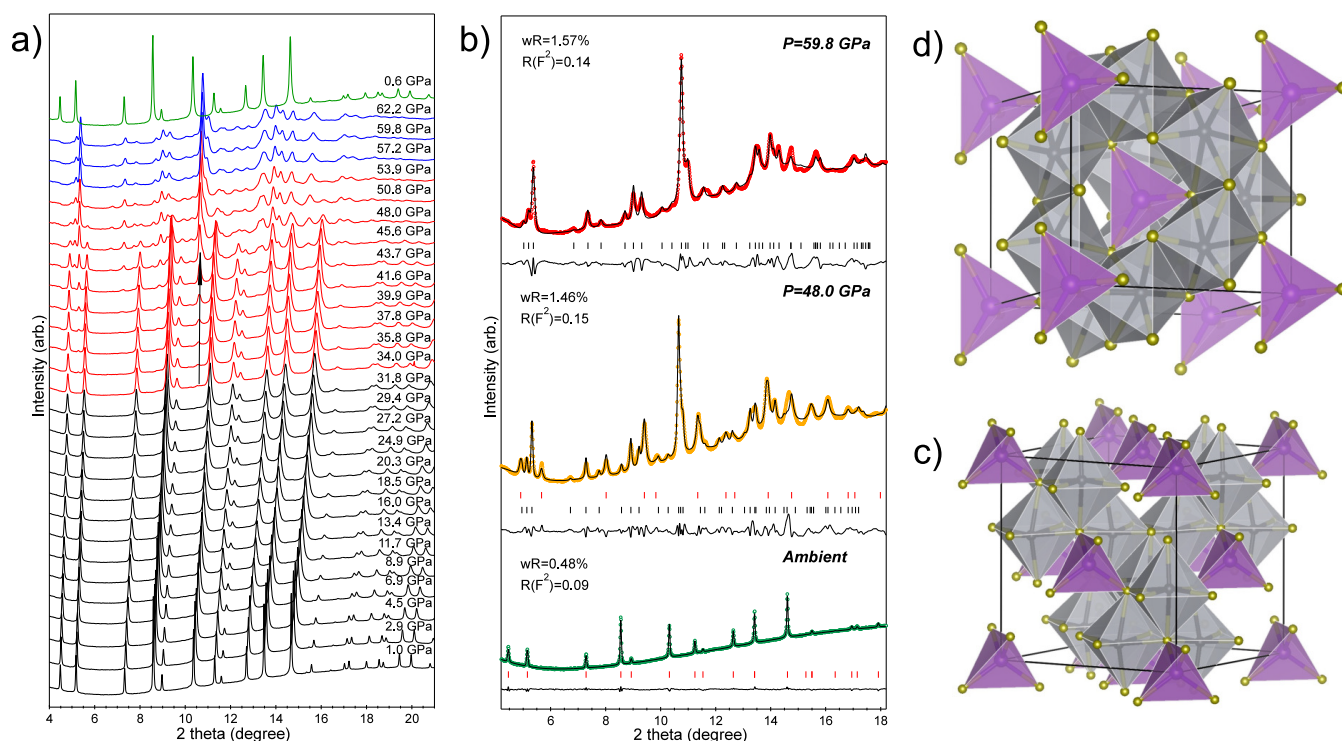 a)
Intensity (arb.)
0.6 GPa
62.2 GPa
59.8 GPa
57.2 GPa
53.9 GPa
50.8 GPa
48.0 GPa
45.6 GPa
43.7 GPa
41.6 GPa
39.9 GPa
37.8 GPa
35.8 GPa
34.0 GPa
31.8 GPa
29.4 GPa
27.2 GPa
24.9 GPa
20.3 GPa
18.5 GPa
16.0 GPa
13.4 GPa
11.7 GPa
8.9 GPa
6.9 GPa
4.5 GPa
2.9 GPa
1.0 GPa
4 6 8 10 12 14 16 18 20
2 theta (degree)
b)
Intensity (arb.)
wR=1.57%
R(F²)=0.14
P=59.8 GPa
wR=1.46%
R(F²)=0.15
P=48.0 GPa
wR=0.48%
R(F²)=0.09
Ambient
6 8 10 12 14 16 18
2 theta (degree)
d)
c)